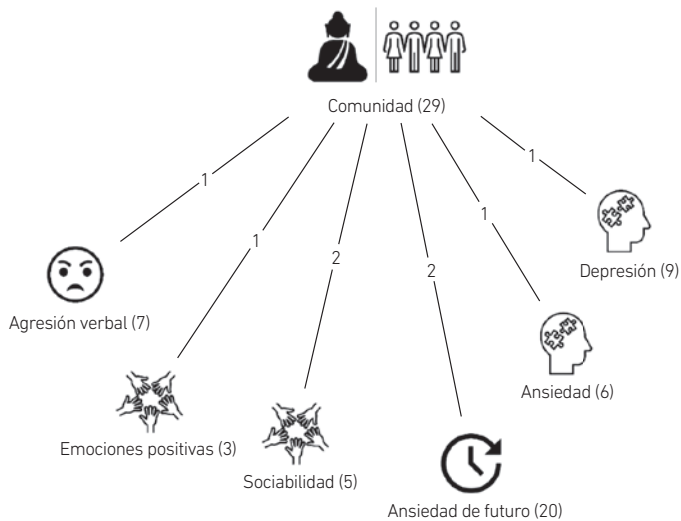 Comunidad (29)
1
1
1
1
2
2
Depresión (9)
Agresión verbal (7)
Ansiedad (6)
Emociones positivas (3)
Sociabilidad (5)
Ansiedad de futuro (20)